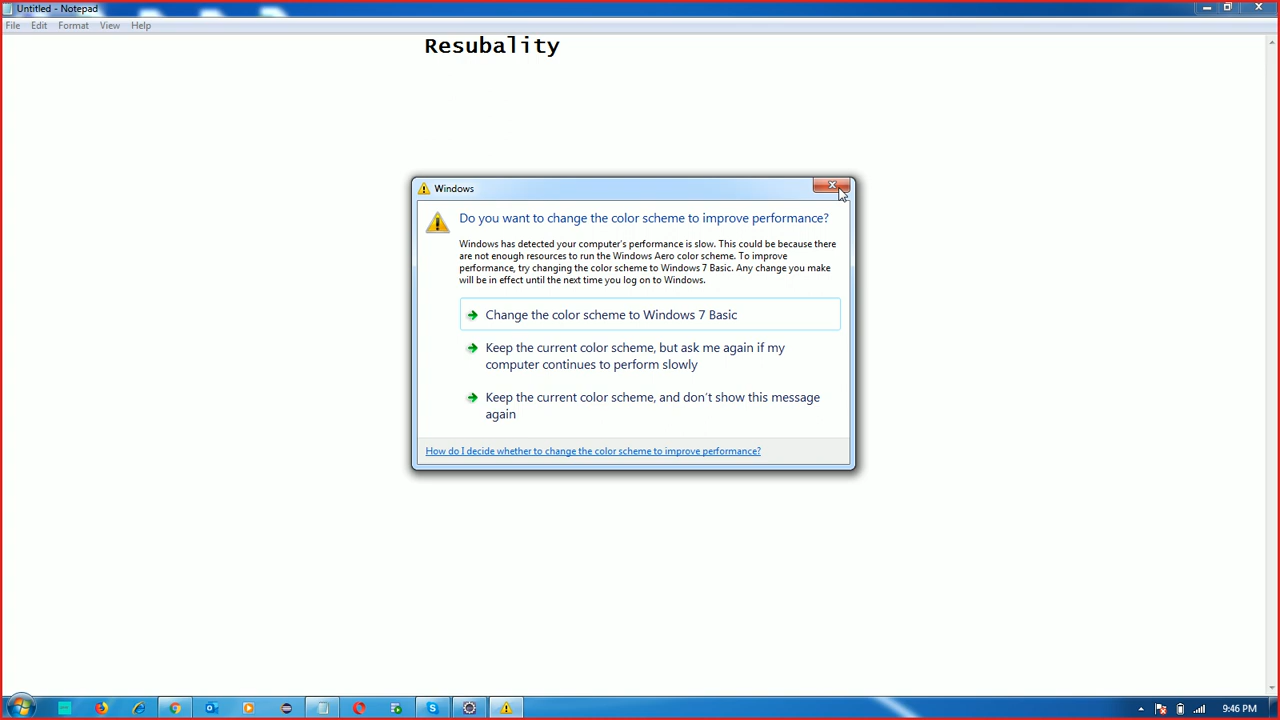 Untitled - Notepad
File Edit Format View Help
Resubality
Windows
Do you want to change the color scheme to improve performance?
Windows has detected your computer's performance is slow. This could be because there
are not enough resources to run the Windows Aero color scheme. To improve
performance, try changing the color scheme to Windows 7 Basic. Any change you make
will be in effect until the next time you log on to Windows.
Change the color scheme to Windows 7 Basic
Keep the current color scheme, but ask me again if my
computer continues to perform slowly
Keep the current color scheme, and don't show this message
again
How do I decide whether to change the color scheme to improve performance?
9:46 PM